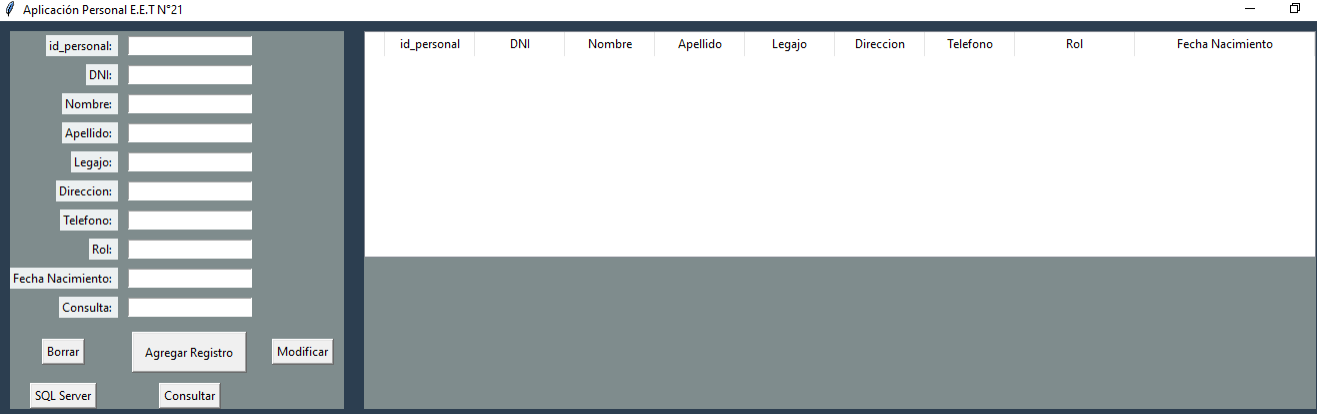 Aplicación Personal E.E.T N°21
id_personal:
DNI:
Nombre:
Apellido:
Legajo:
Direccion:
Telefono:
Rol:
Fecha Nacimiento:
Consulta:
Borrar Agregar Registro Modificar
SQL Server Consultar
id_personal DNI Nombre Apellido Legajo Direccion Telefono Rol Fecha Nacimiento